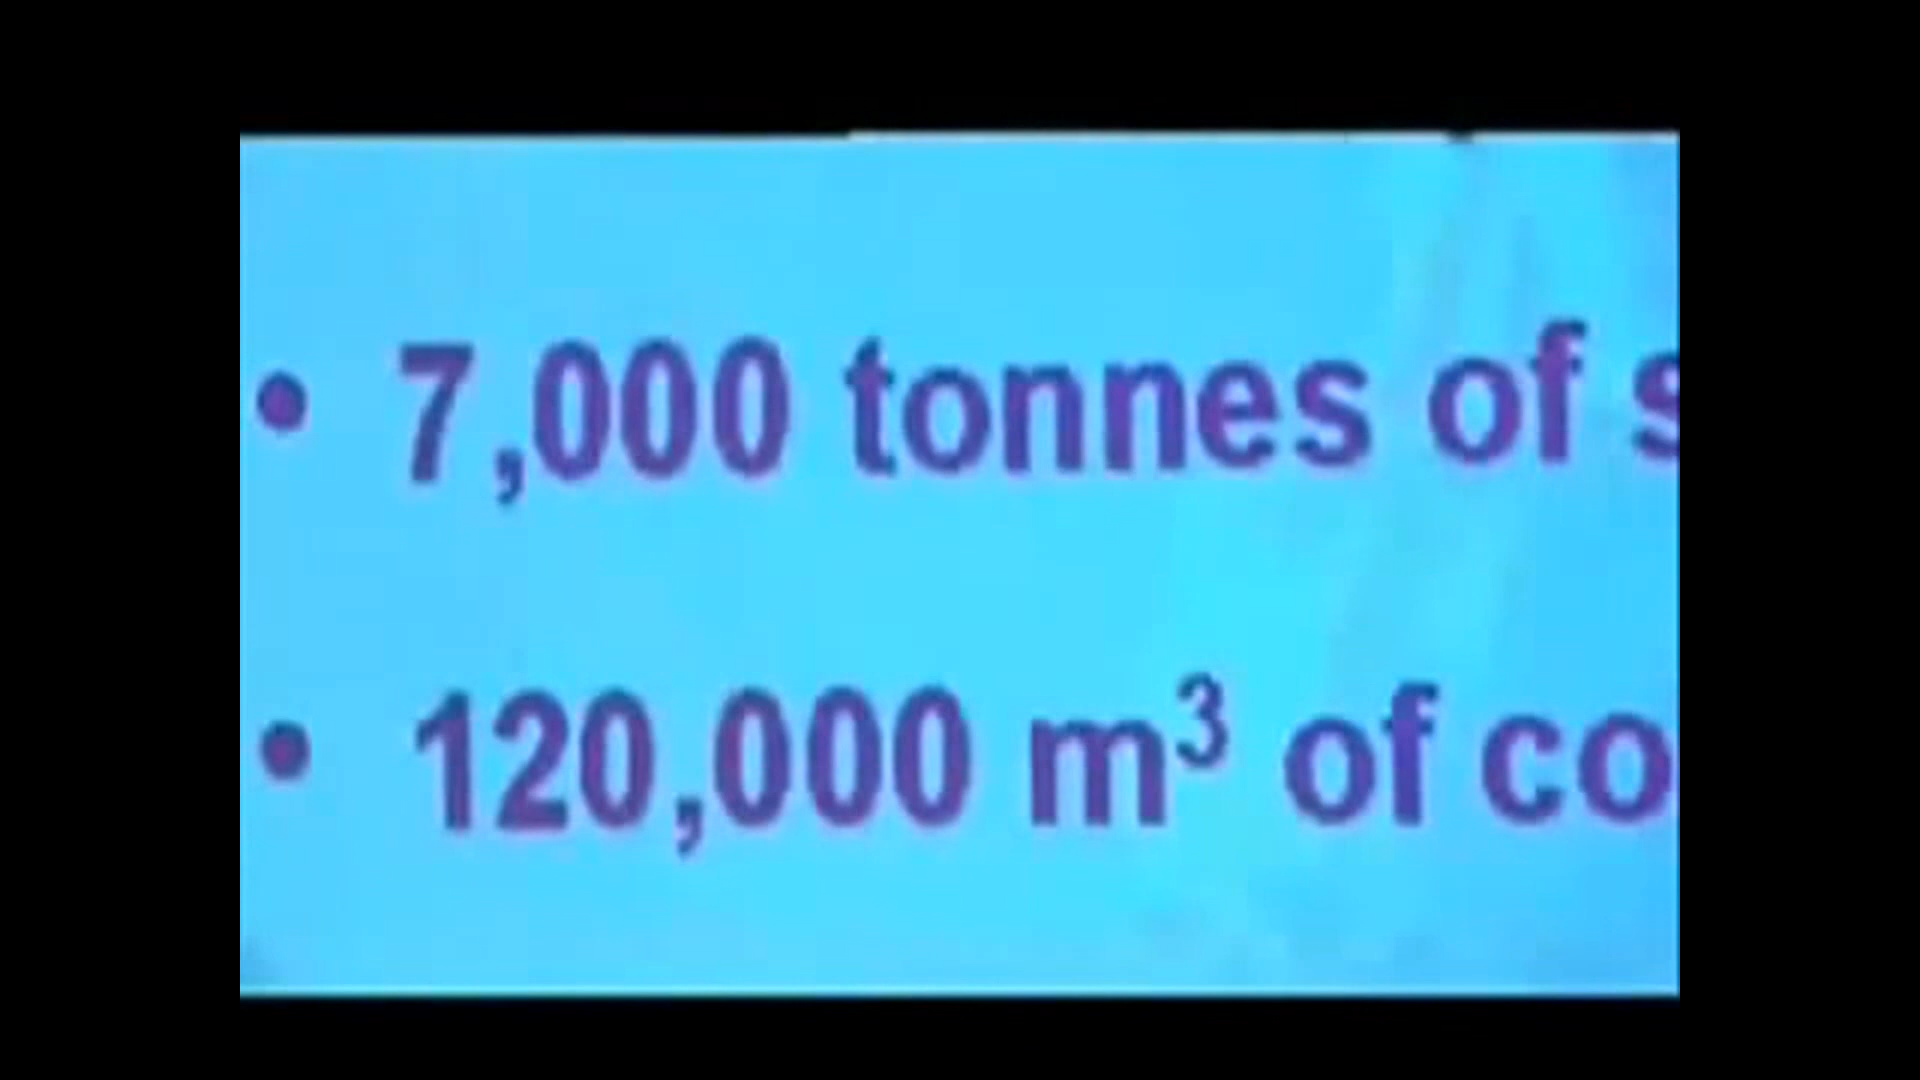 • 7,000 tonnes of s
• 120,000 m³ of co